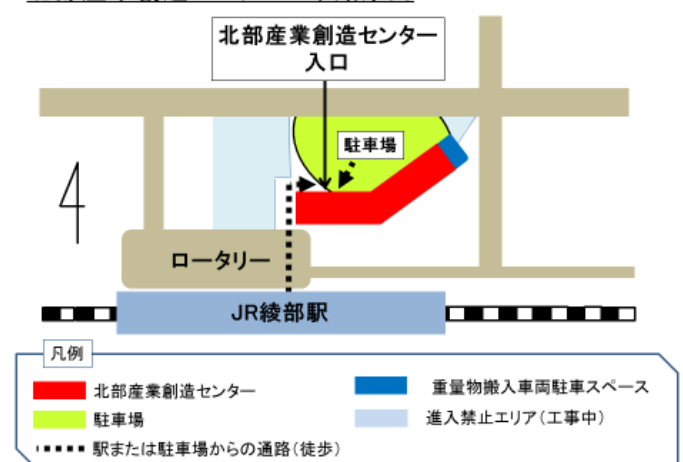 北部産業創造センター
入口
駐車場
ロータリー
JR綾部駅
凡例
北部産業創造センター
重量物搬入車両駐車スペース
駐車場
進入禁止エリア(工事中)
駅または駐車場からの通路(徒歩)